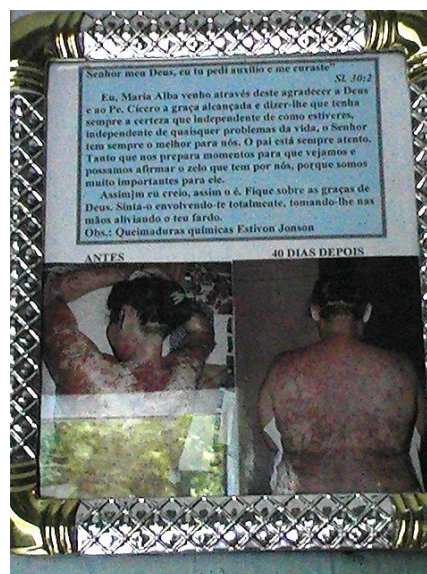 Senhor meu Deus, eu tu pedi auxílio e me curaste"
Sl. 30:2
Eu, Maria Alba venho através deste agradecer a Deus
e ao Pe. Cícero a graça alcançada e dizer-lhe que tenha
sempre a certeza que independente de como estiveres,
independente de quaisquer problemas da vida, o Senhor
tem sempre o melhor para nós. O pai está sempre atento.
Tanto que nos prepara momentos para que vejamos e
possamos afirmar o zelo que tem por nós, porque somos
muito importantes para ele.
Assim]m eu creio, assim o é. Fique sobre as graças de
Deus. Sinta-o envolvendo-te totalmente, tomando-lhe nas
mãos aliviando o teu fardo.
Obs.: Queimaduras químicas Estivon Jonson
ANTES
40 DIAS DEPOIS